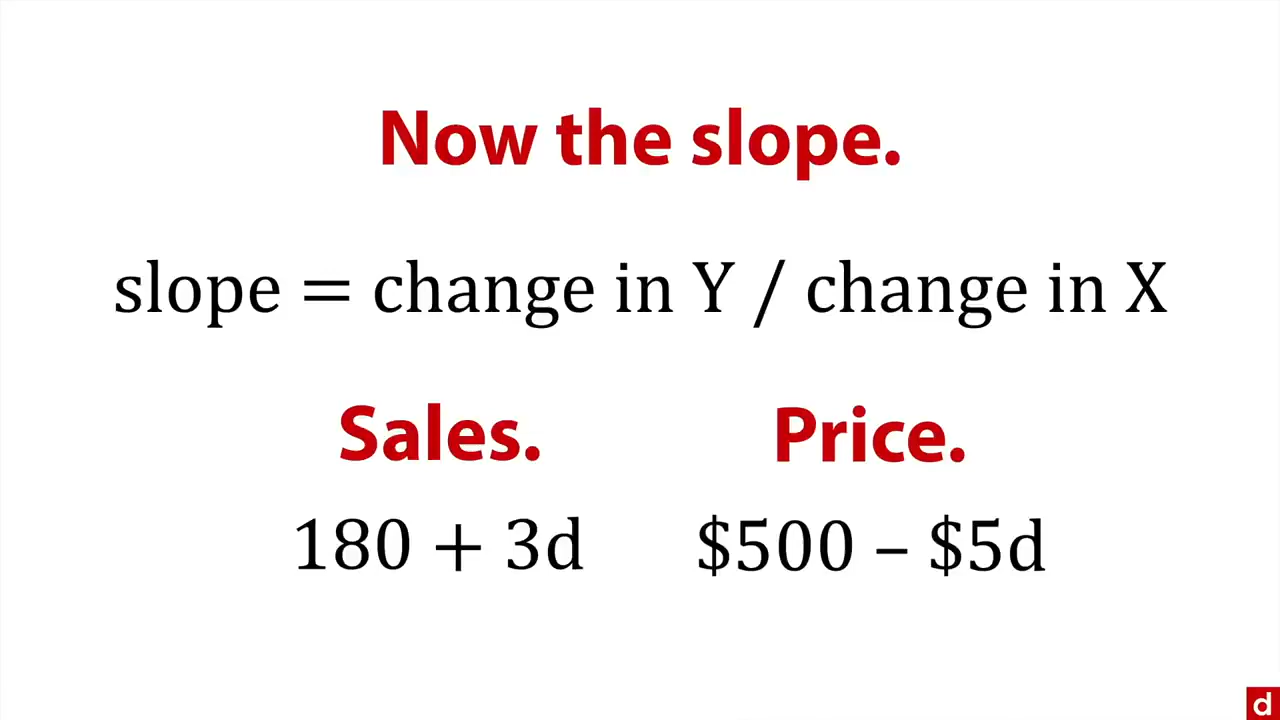 Now the slope.
slope = change in Y / change in X
Sales. Price.
180 + 3d $500 – $5d
d